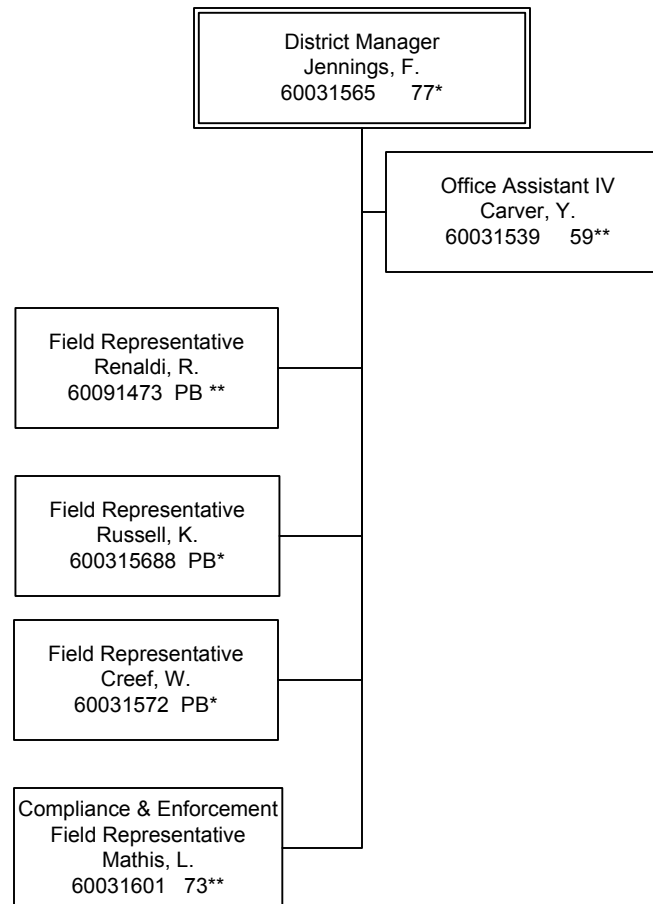 District Manager
Jennings, F.
60031565 77*
Office Assistant IV
Carver, Y.
60031539 59**
Field Representative
Renaldi, R.
60091473 PB **
Field Representative
Russell, K.
600315688 PB*
Field Representative
Creef, W.
60031572 PB*
Compliance & Enforcement
Field Representative
Mathis, L.
60031601 73**